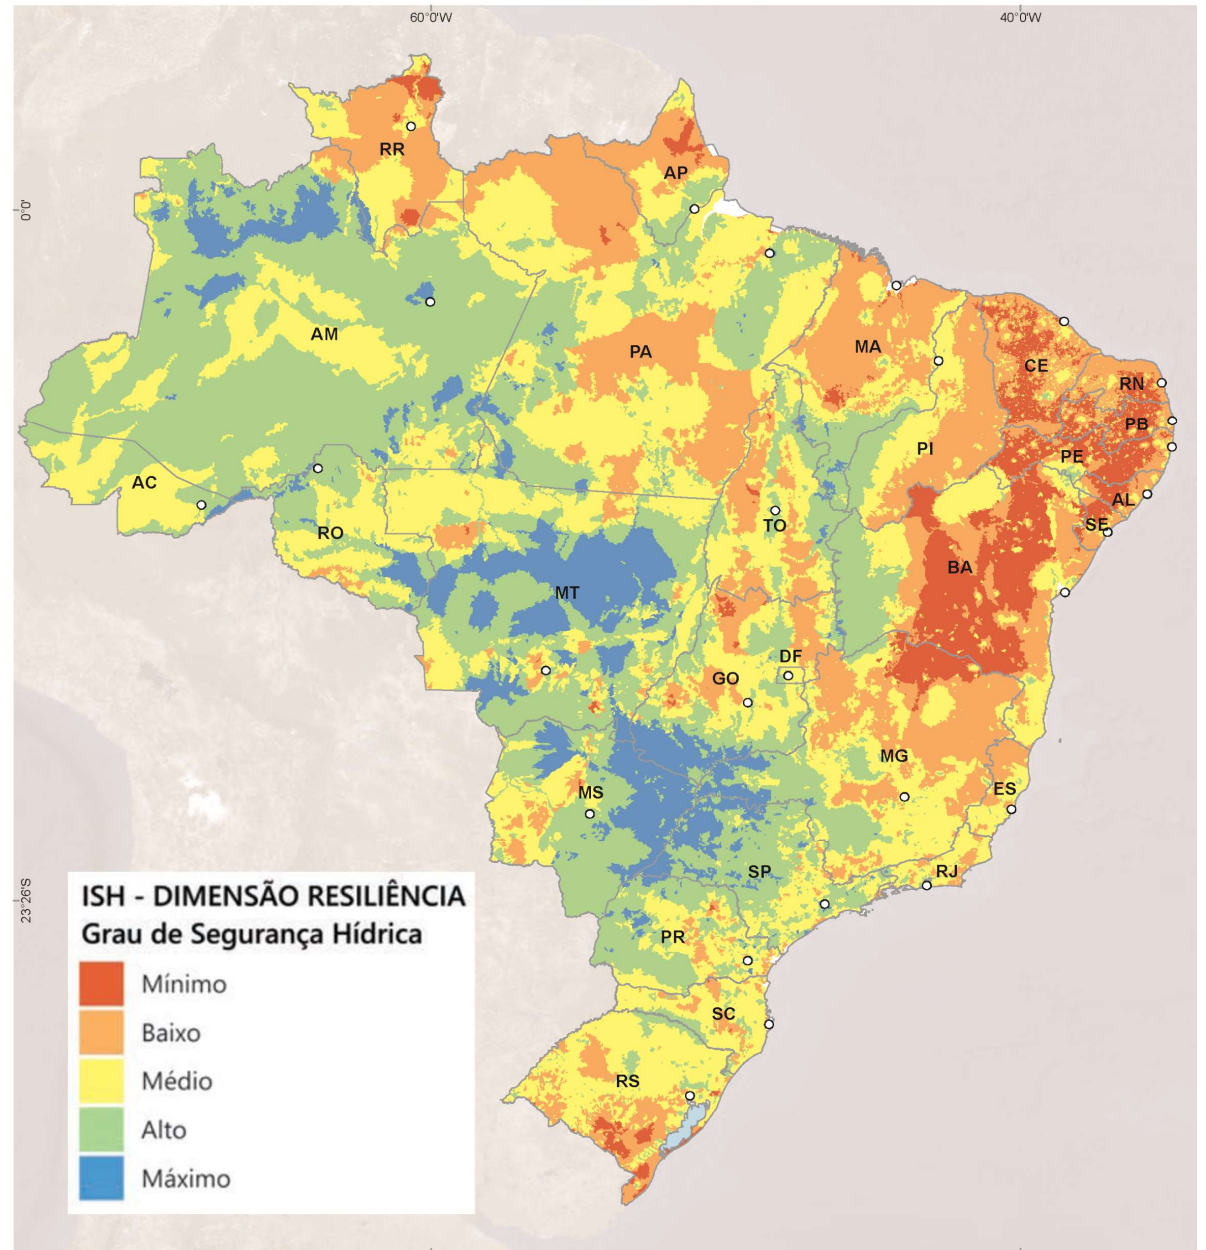 60°0'W
40°0'W
0°0'
23°26'S
RR
AP
AM
PA
MA
CE
RN
PB
PI
PE
AC
AL
TO
SE
RO
BA
MT
DF
GO
MG
MS
ES
SP
RJ
PR
SC
RS
ISH - DIMENSÃO RESILIÊNCIA
Grau de Segurança Hídrica
Mínimo
Baixo
Médio
Alto
Máximo